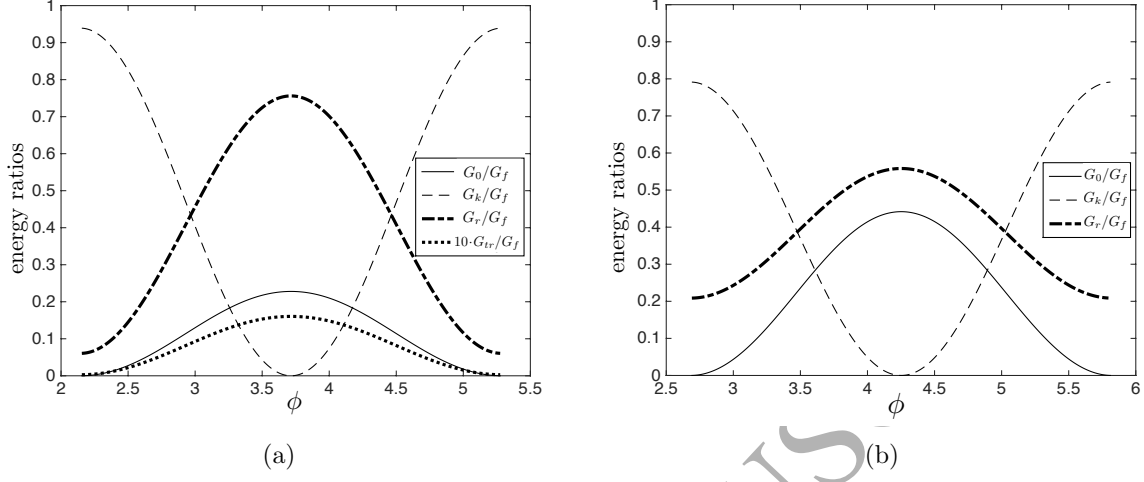 1
0.9
0.8
0.7
0.6
0.5
0.4
0.3
0.2
0.1
0
energy ratios
2 2.5 3 3.5 4 4.5 5 5.5
ϕ
G_0/G_f
G_k/G_f
G_r/G_f
10·G_{tr}/G_f
(a)
1
0.9
0.8
0.7
0.6
0.5
0.4
0.3
0.2
0.1
0
energy ratios
2.5 3 3.5 4 4.5 5 5.5 6
ϕ
G_0/G_f
G_k/G_f
G_r/G_f
(b)
US